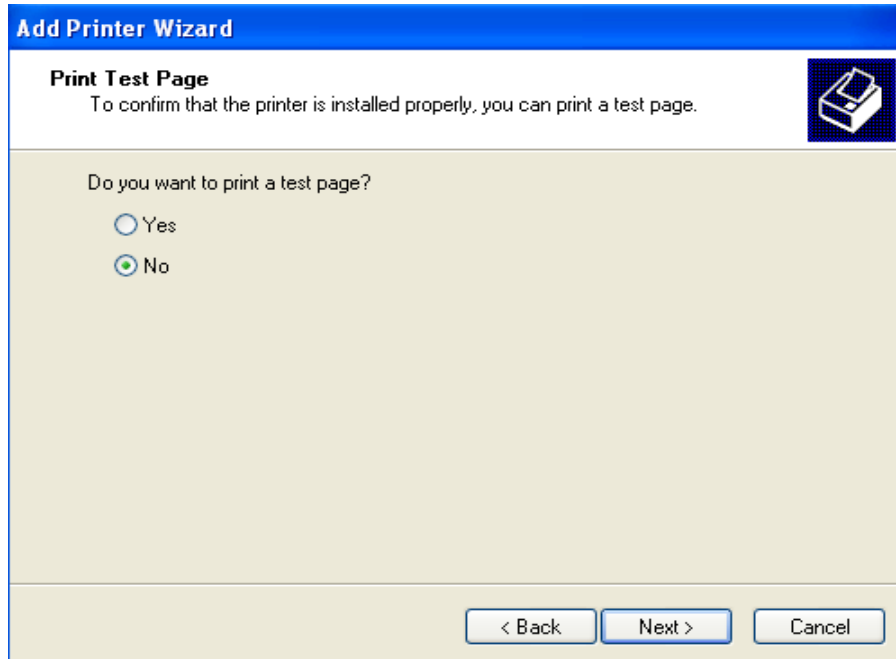 Add Printer Wizard
Print Test Page
To confirm that the printer is installed properly, you can print a test page.
Do you want to print a test page?
Yes
No
< Back Next > Cancel